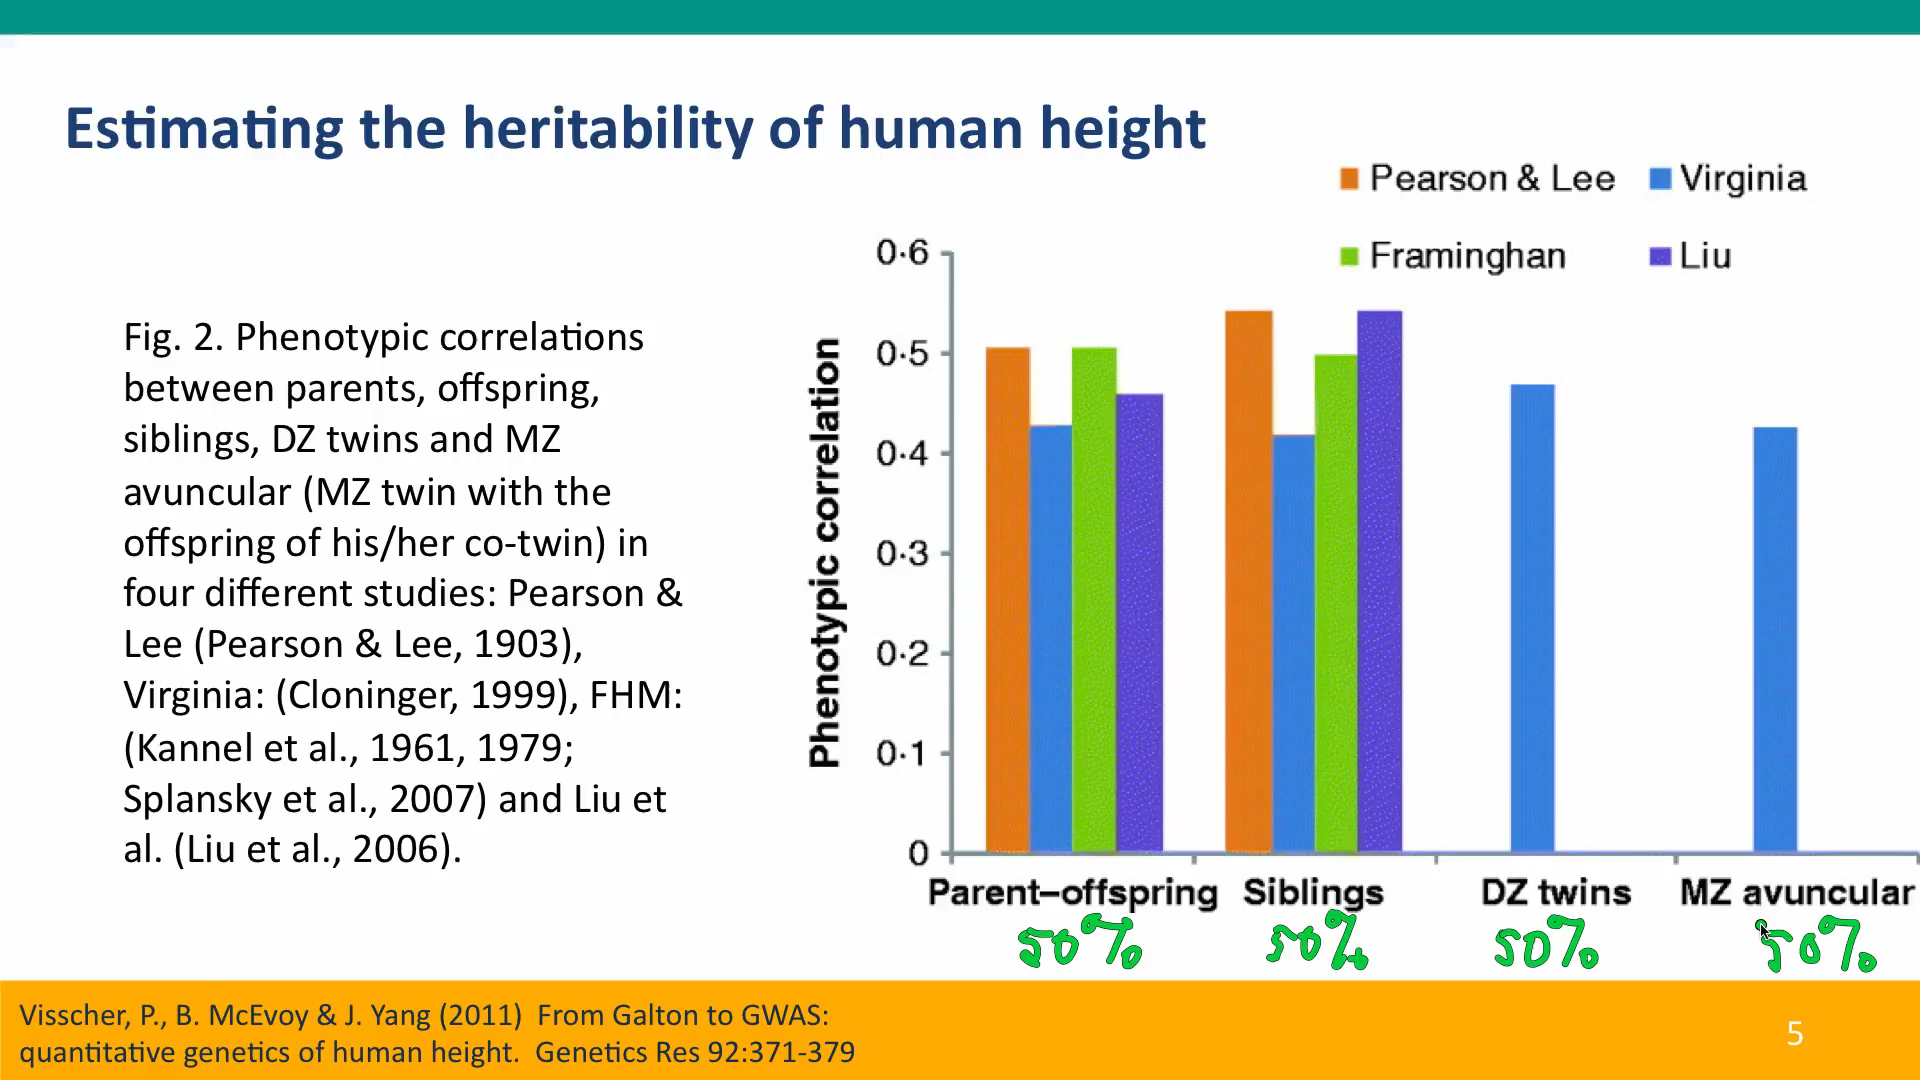 Estimating the heritability of human height
Pearson & Lee
Virginia
Framinghan
Liu
Fig. 2. Phenotypic correlations
between parents, offspring,
siblings, DZ twins and MZ
avuncular (MZ twin with the
offspring of his/her co-twin) in
four different studies: Pearson &
Lee (Pearson & Lee, 1903),
Virginia: (Cloninger, 1999), FHM:
(Kannel et al., 1961, 1979;
Splansky et al., 2007) and Liu et
al. (Liu et al., 2006).
Phenotypic correlation
0·6
0·5
0·4
0·3
0·2
0·1
0
Parent–offspring
Siblings
DZ twins
MZ avuncular
50%
50%
50%
50%
Visscher, P., B. McEvoy & J. Yang (2011)  From Galton to GWAS:
quantitative genetics of human height.  Genetics Res 92:371-379
5